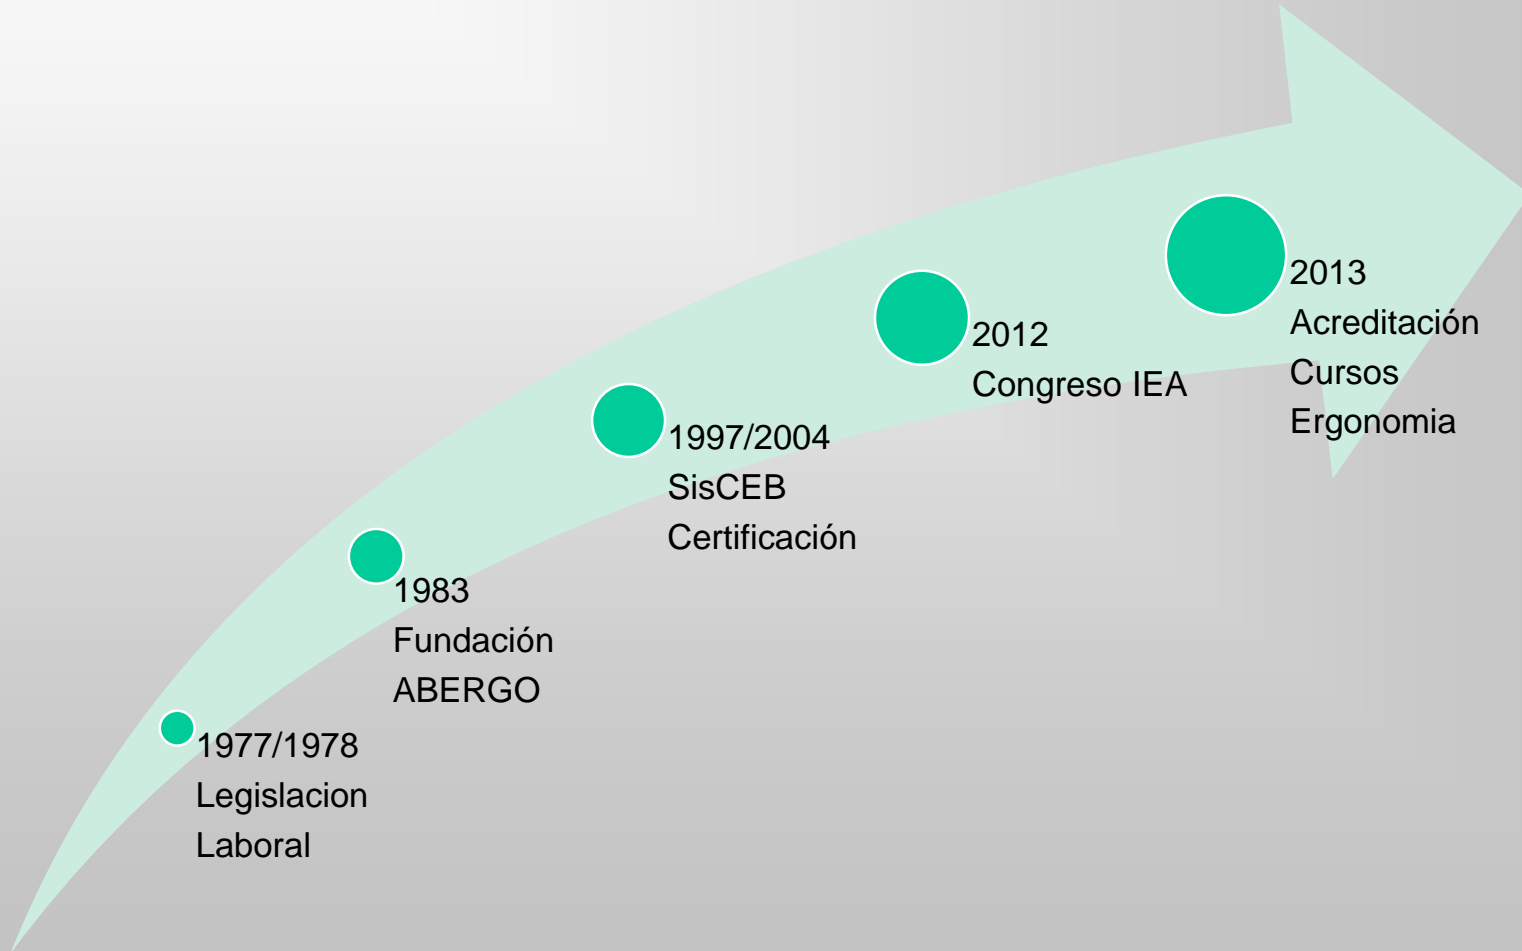 1977/1978
Legislacion
Laboral
1983
Fundación
ABERGO
1997/2004
SisCEB
Certificación
2012
Congreso IEA
2013
Acreditación
Cursos
Ergonomia